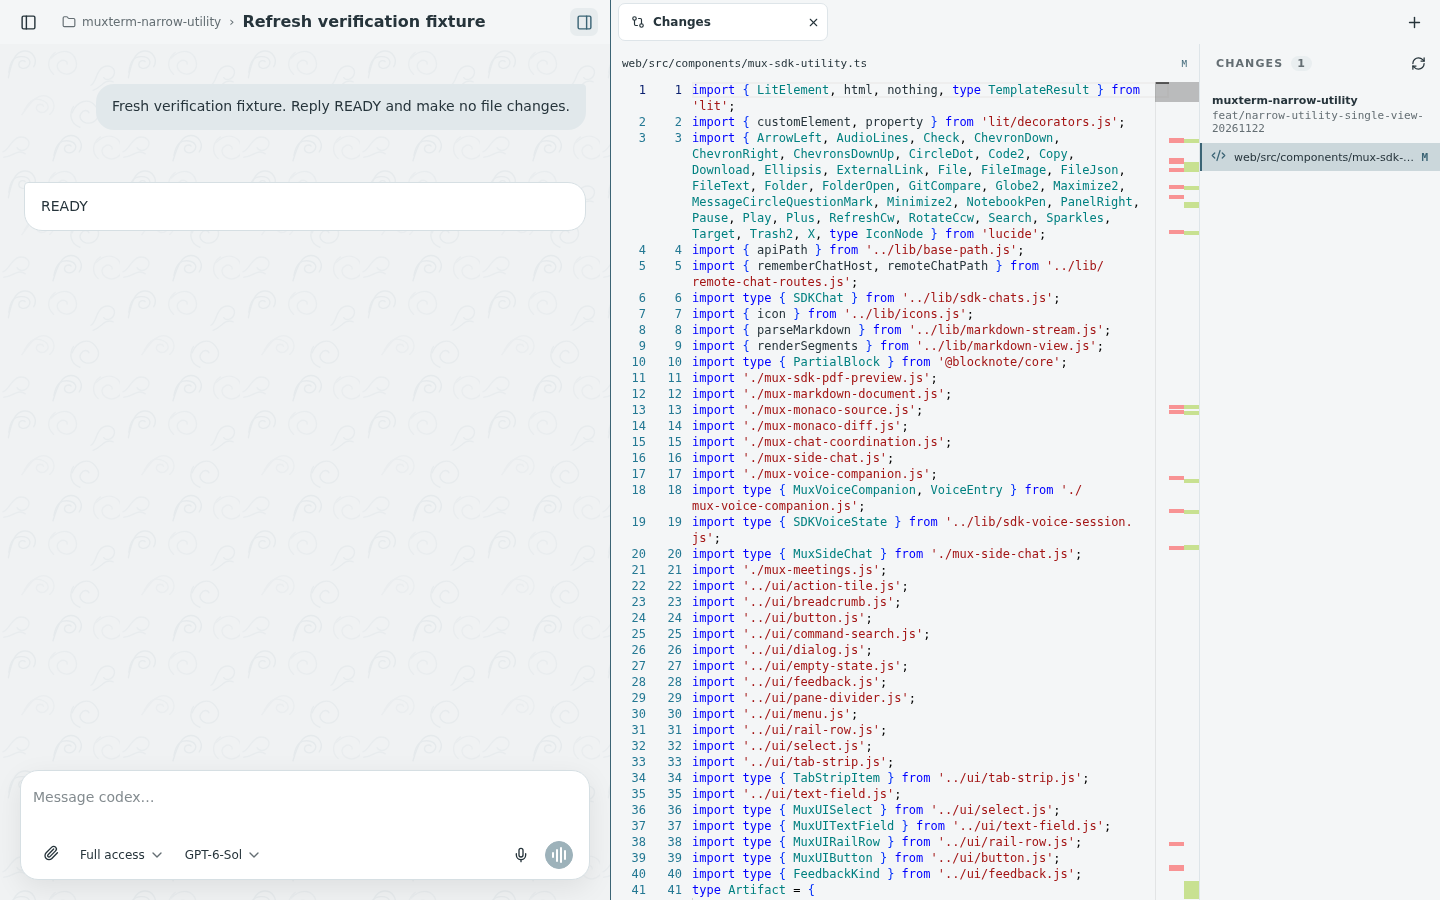 muxterm-narrow-utility › Refresh verification fixture
Fresh verification fixture. Reply READY and make no file changes.
READY
Message codex...
Full access GPT-6-Sol
Changes
web/src/components/mux-sdk-utility.ts M
1 1 import { LitElement, html, nothing, type TemplateResult } from
'lit';
2 2 import { customElement, property } from 'lit/decorators.js';
3 3 import { ArrowLeft, AudioLines, Check, ChevronDown,
ChevronRight, ChevronsDownUp, CircleDot, Code2, Copy,
Download, Ellipsis, ExternalLink, File, FileImage, FileJson,
FileText, Folder, FolderOpen, GitCompare, Globe2, Maximize2,
MessageCircleQuestionMark, Minimize2, NotebookPen, PanelRight,
Pause, Play, Plus, RefreshCw, RotateCcw, Search, Sparkles,
Target, Trash2, X, type IconNode } from 'lucide';
4 4 import { apiPath } from '../lib/base-path.js';
5 5 import { rememberChatHost, remoteChatPath } from '../lib/
remote-chat-routes.js';
6 6 import type { SDKChat } from '../lib/sdk-chats.js';
7 7 import { icon } from '../lib/icons.js';
8 8 import { parseMarkdown } from '../lib/markdown-stream.js';
9 9 import { renderSegments } from '../lib/markdown-view.js';
10 10 import type { PartialBlock } from '@blocknote/core';
11 11 import './mux-sdk-pdf-preview.js';
12 12 import './mux-markdown-document.js';
13 13 import './mux-monaco-source.js';
14 14 import './mux-monaco-diff.js';
15 15 import './mux-chat-coordination.js';
16 16 import './mux-side-chat.js';
17 17 import './mux-voice-companion.js';
18 18 import type { MuxVoiceCompanion, VoiceEntry } from './
mux-voice-companion.js';
19 19 import type { SDKVoiceState } from '../lib/sdk-voice-session.
js';
20 20 import type { MuxSideChat } from './mux-side-chat.js';
21 21 import './mux-meetings.js';
22 22 import '../ui/action-tile.js';
23 23 import '../ui/breadcrumb.js';
24 24 import '../ui/button.js';
25 25 import '../ui/command-search.js';
26 26 import '../ui/dialog.js';
27 27 import '../ui/empty-state.js';
28 28 import '../ui/feedback.js';
29 29 import '../ui/pane-divider.js';
30 30 import '../ui/menu.js';
31 31 import '../ui/rail-row.js';
32 32 import '../ui/select.js';
33 33 import '../ui/tab-strip.js';
34 34 import type { TabStripItem } from '../ui/tab-strip.js';
35 35 import '../ui/text-field.js';
36 36 import type { MuxUISelect } from '../ui/select.js';
37 37 import type { MuxUITextField } from '../ui/text-field.js';
38 38 import type { MuxUIRailRow } from '../ui/rail-row.js';
39 39 import type { MuxUIButton } from '../ui/button.js';
40 40 import type { FeedbackKind } from '../ui/feedback.js';
41 41 type Artifact = {
CHANGES 1
muxterm-narrow-utility
feat/narrow-utility-single-view-
20261122
web/src/components/mux-sdk-... M